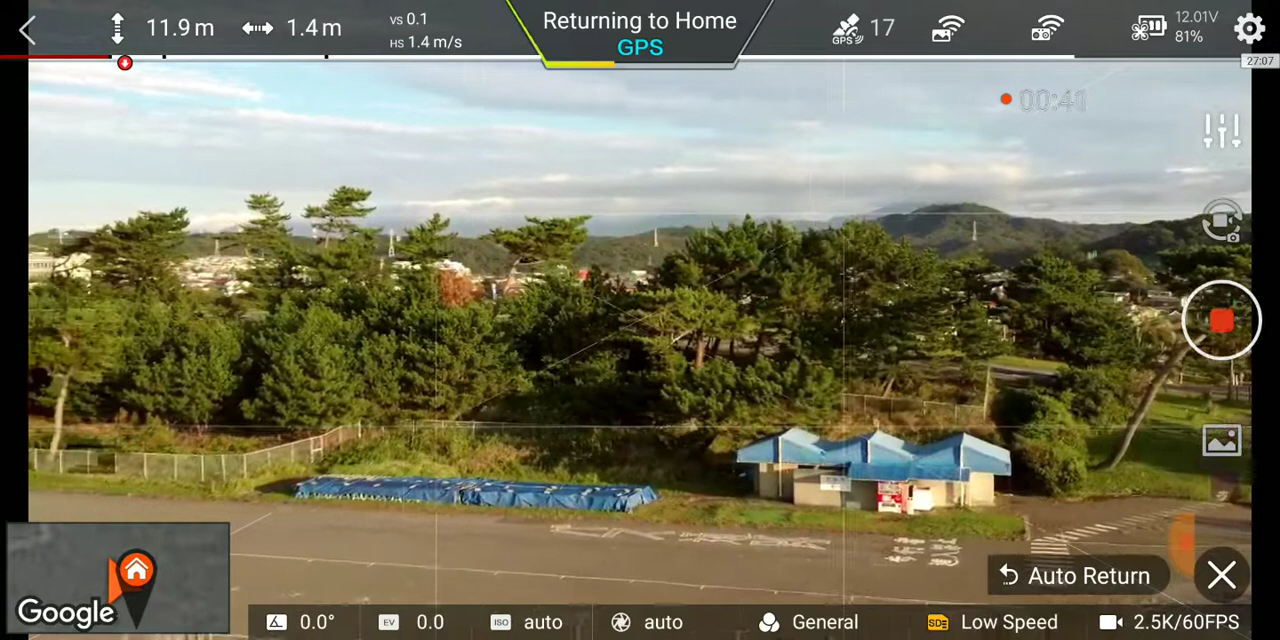 11.9 m
1.4 m
VS 0.1
HS 1.4 m/s
Returning to Home
GPS
GPS
17
12.01V
81%
27:07
00:41
Auto Return
Google
0.0°
EV
0.0
ISO
auto
auto
General
SD
Low Speed
2.5K/60FPS